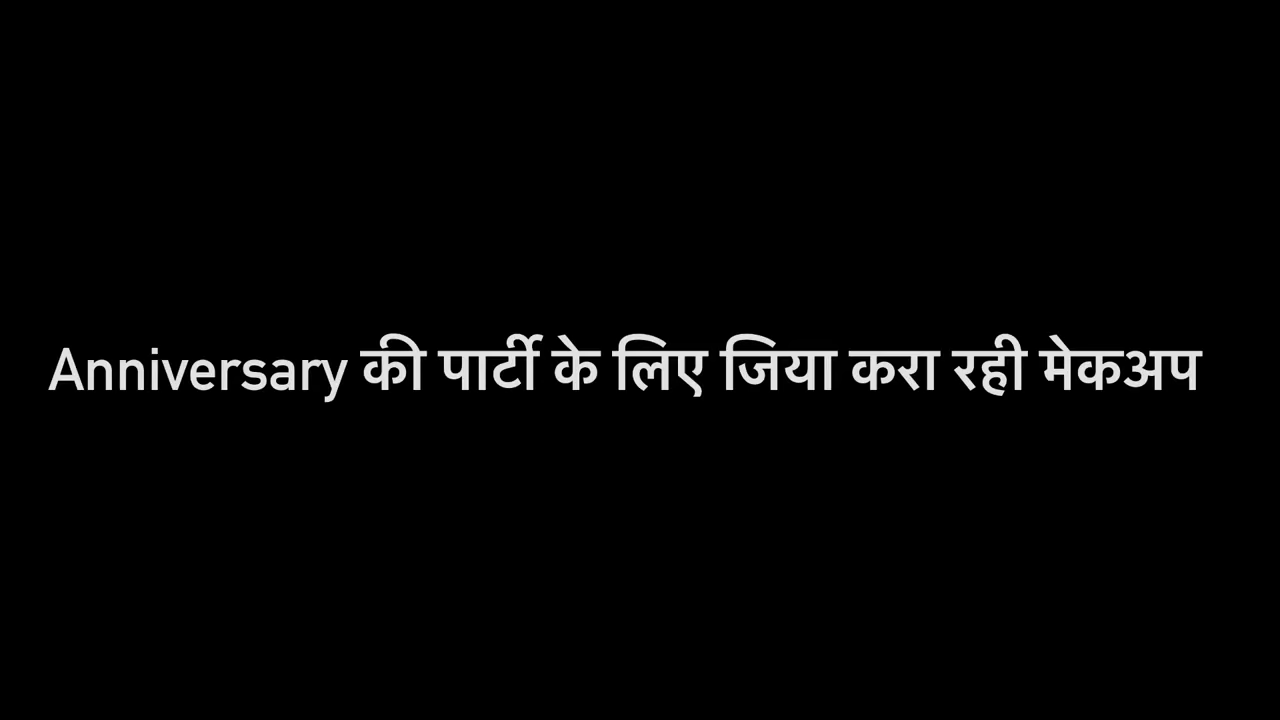 Anniversary की पार्टी के लिए जिया करा रही मेकअप